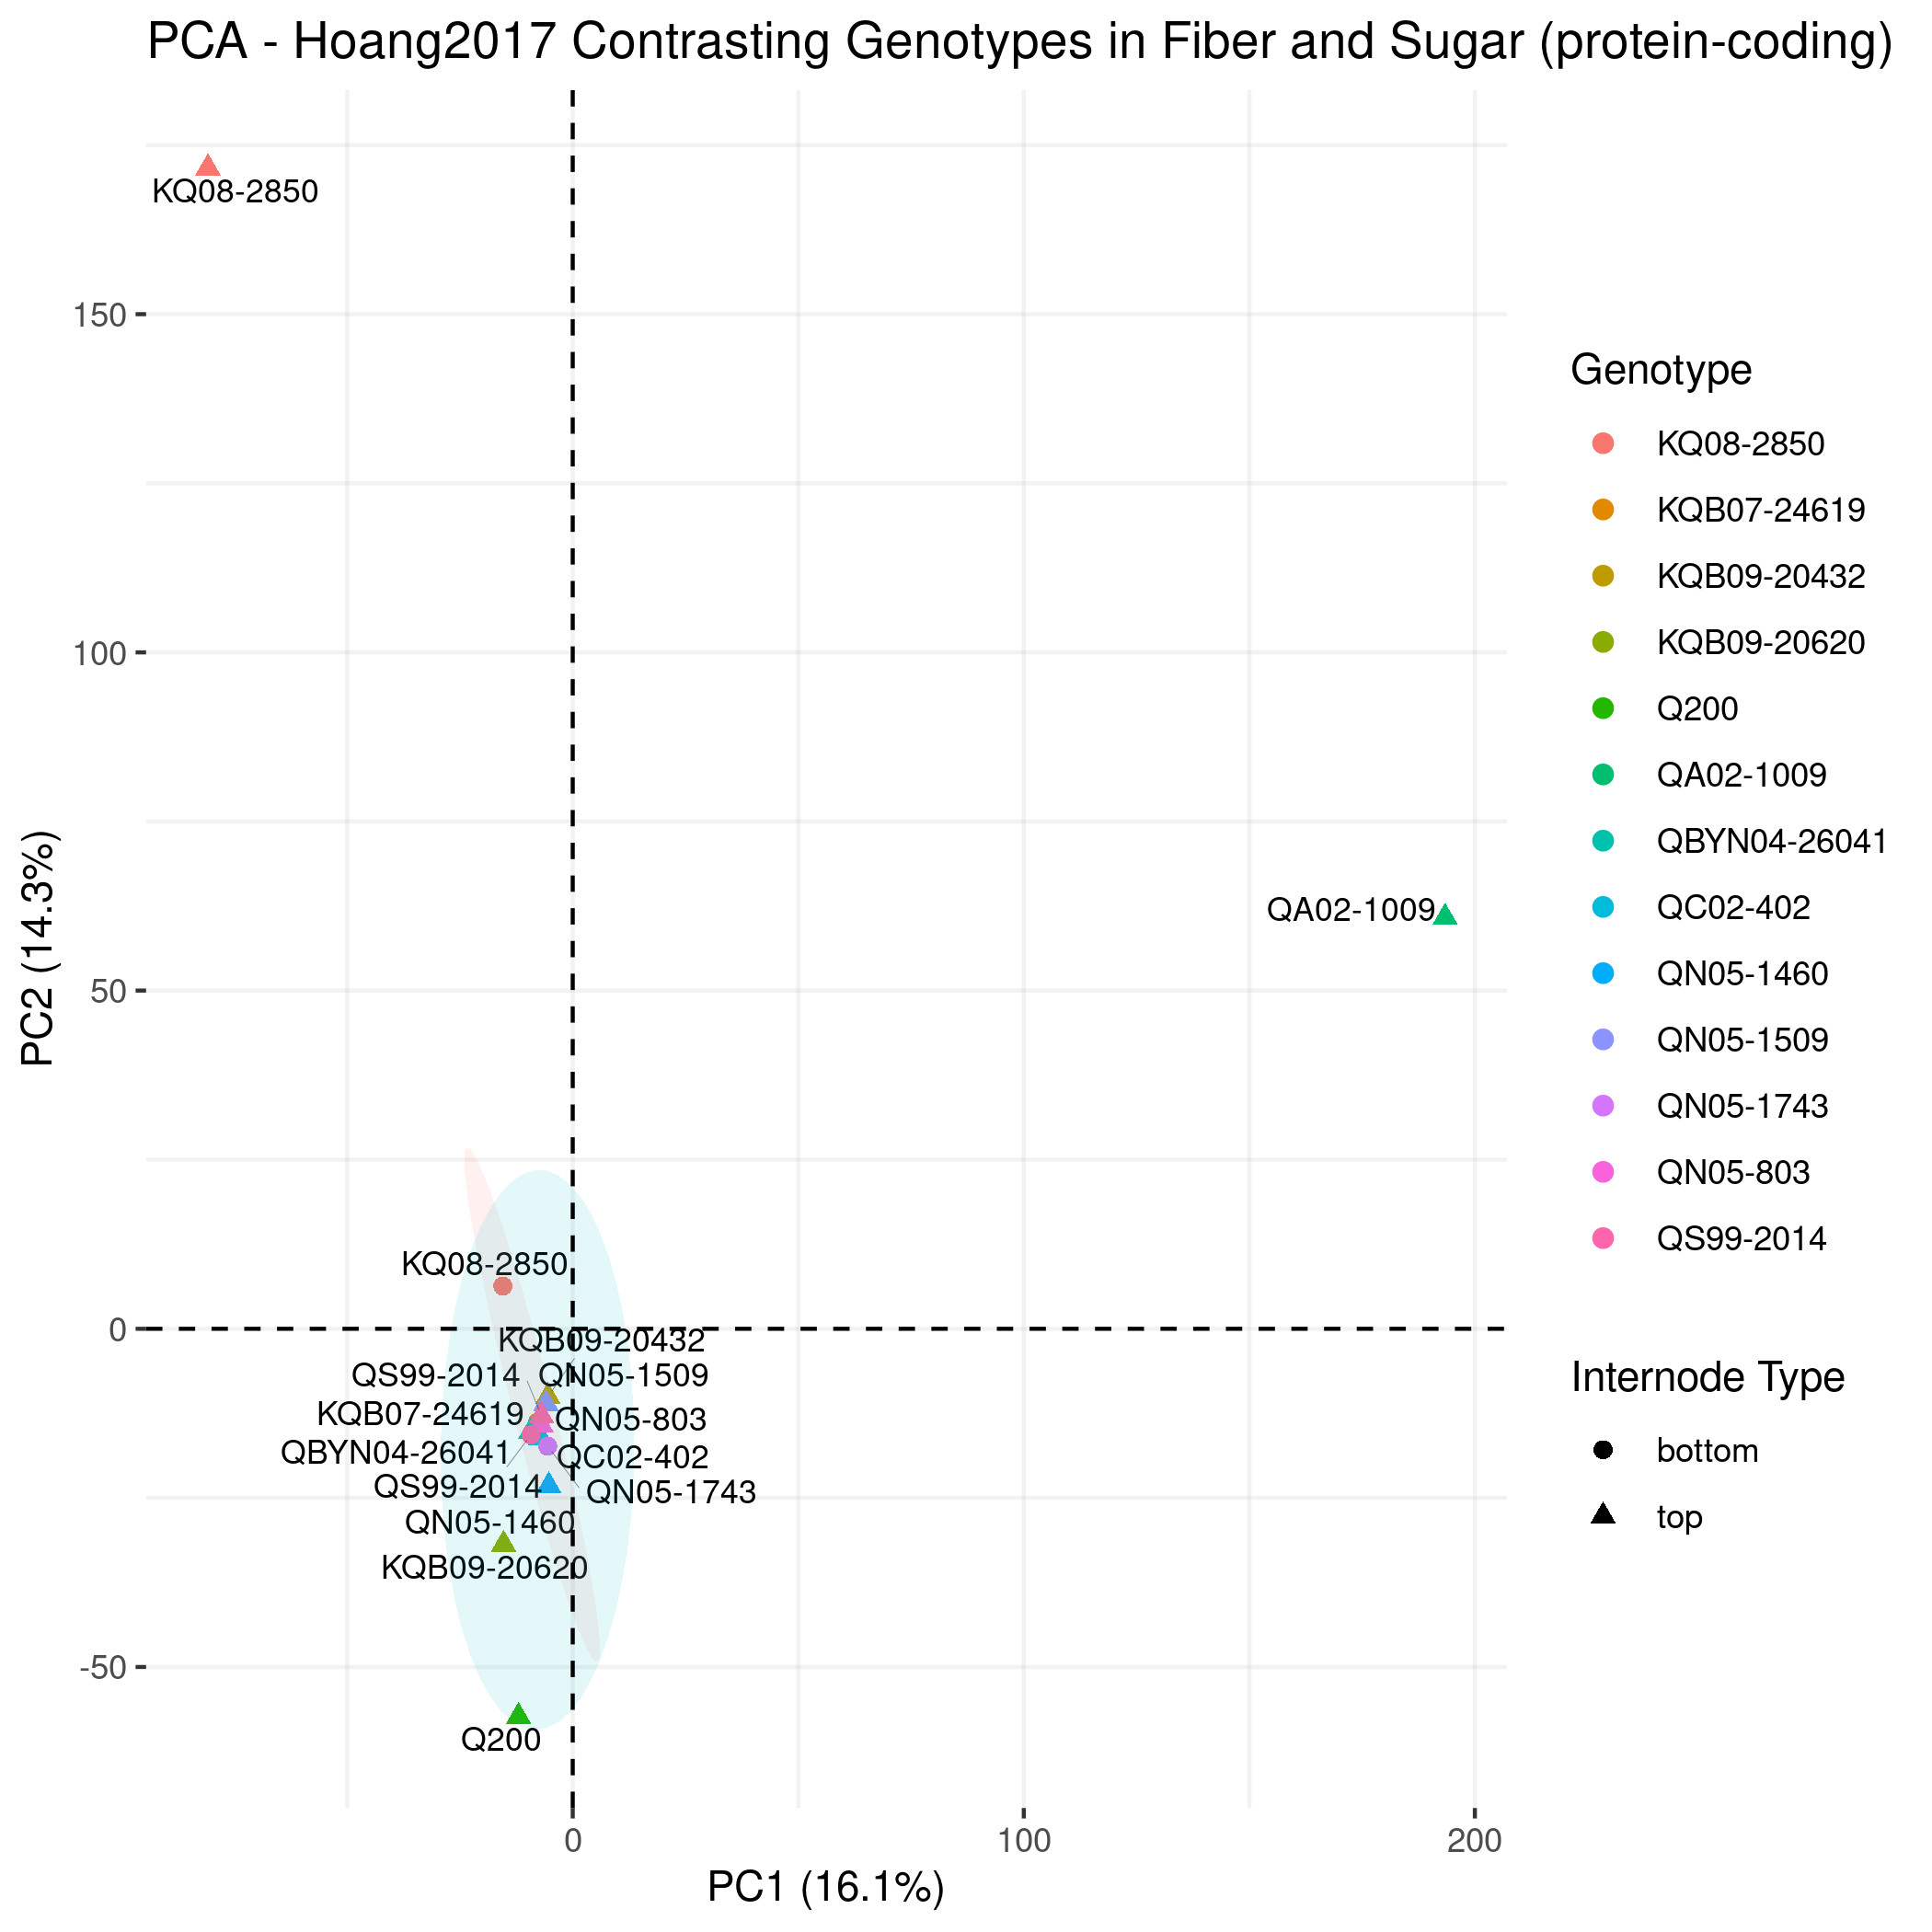 PCA - Hoang2017 Contrasting Genotypes in Fiber and Sugar (protein-coding)
KQ08-2850
150
100
50
0
-50
PC2 (14.3%)
QA02-1009
KQ08-2850
KQB09-20432
QS99-2014
QN05-1509
KQB07-24619
QN05-803
QBYN04-26041
QC02-402
QS99-2014
QN05-1743
QN05-1460
KQB09-20620
Q200
0
100
200
PC1 (16.1%)
Genotype
KQ08-2850
KQB07-24619
KQB09-20432
KQB09-20620
Q200
QA02-1009
QBYN04-26041
QC02-402
QN05-1460
QN05-1509
QN05-1743
QN05-803
QS99-2014
Internode Type
bottom
top